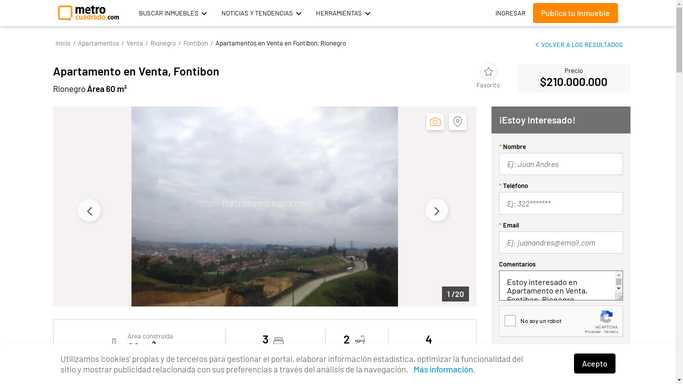 metro
cuadrado.com
BUSCAR INMUEBLES
NOTICIAS Y TENDENCIAS
HERRAMIENTAS
INGRESAR
Publica tu inmueble
Inicio / Apartamentos / Venta / Rionegro / Fontibon / Apartamentos en Venta en Fontibon, Rionegro
VOLVER A LOS RESULTADOS
Apartamento en Venta, Fontibon
Rionegro Área 60 m²
Favorito
Precio
$210.000.000
1 / 20
¡Estoy Interesado!
* Nombre
Ej: Juan Andres
* Teléfono
Ej: 322*******
* Email
Ej: juanandres@email.com
Comentarios
Estoy interesado en
Apartamento en Venta,
Fontibon, Rionegro
No soy un robot
reCAPTCHA
Privacidad - Términos
Área construida
3
2
4
Utilizamos 'cookies' propias y de terceros para gestionar el portal, elaborar información estadística, optimizar la funcionalidad del
sitio y mostrar publicidad relacionada con sus preferencias a través del análisis de la navegación. Más información.
Acepto